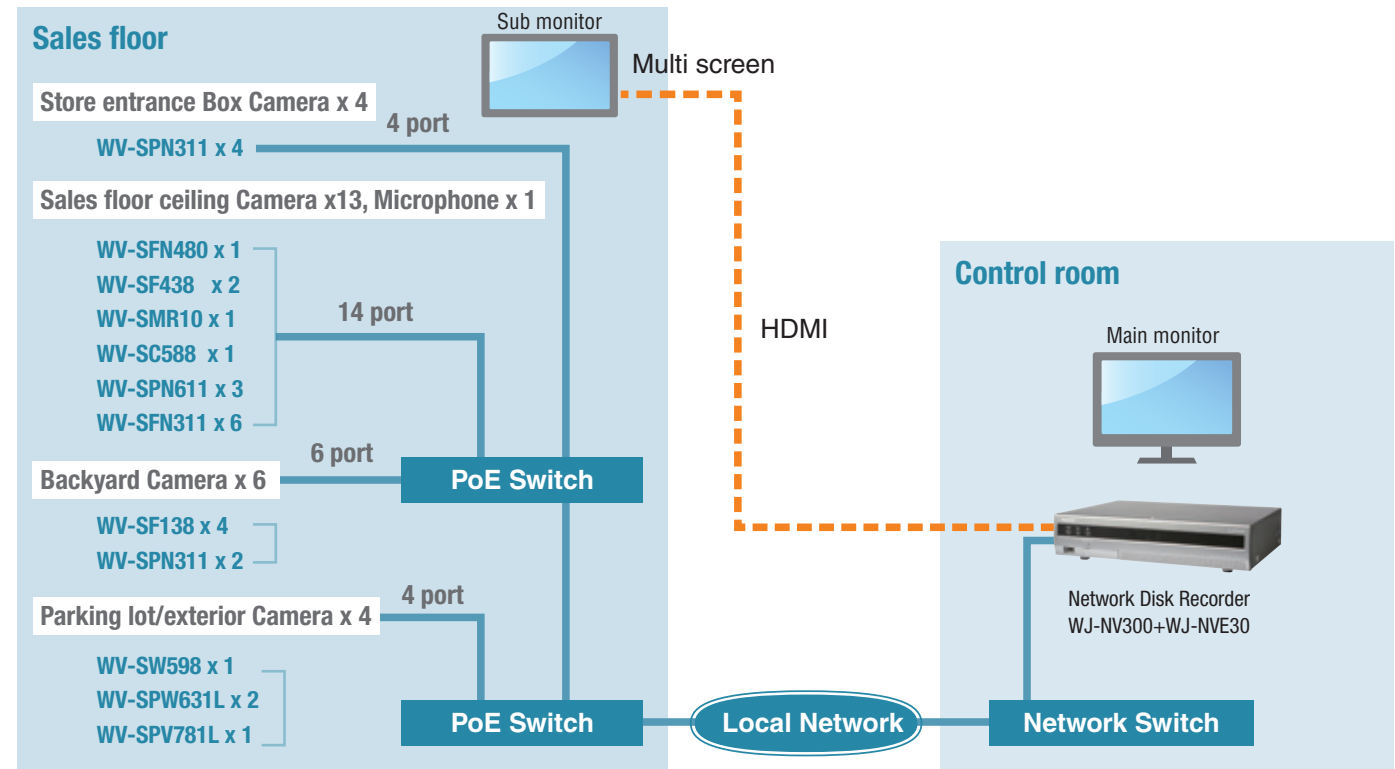 Sales floor
Sub monitor
Multi screen
Store entrance Box Camera x 4
4 port
WV-SPN311 x 4
Sales floor ceiling Camera x13, Microphone x 1
WV-SFN480 x 1
WV-SF438 x 2
WV-SMR10 x 1
WV-SC588 x 1
WV-SPN611 x 3
WV-SFN311 x 6
14 port
HDMI
Backyard Camera x 6
6 port
PoE Switch
WV-SF138 x 4
WV-SPN311 x 2
Parking lot/exterior Camera x 4
4 port
WV-SW598 x 1
WV-SPW631L x 2
WV-SPV781L x 1
PoE Switch
Local Network
Control room
Main monitor
Network Disk Recorder
WJ-NV300+WJ-NVE30
Network Switch